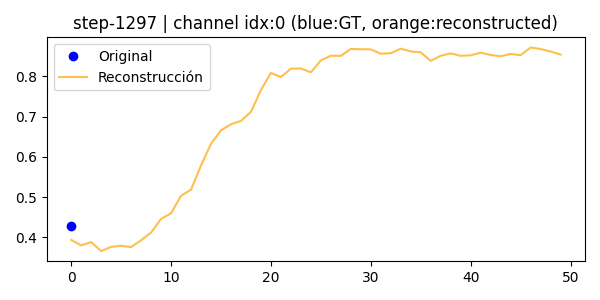 step-1297 | channel idx:0 (blue:GT, orange:reconstructed)
Original
Reconstrucción
0.8
0.7
0.6
0.5
0.4
0 10 20 30 40 50